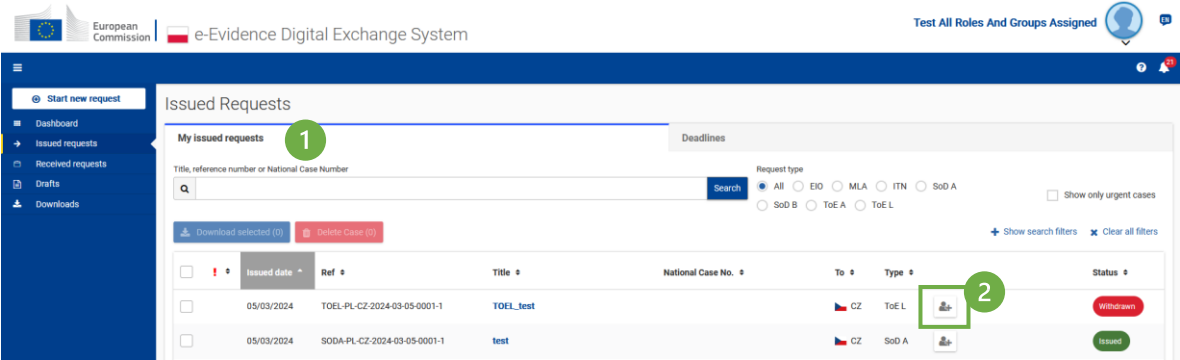 European
Commission
e-Evidence Digital Exchange System
Test All Roles And Groups Assigned
EN
21
Start new request
Dashboard
Issued requests
Received requests
Drafts
Downloads
Issued Requests
My issued requests
1
Deadlines
Title, reference number or National Case Number
Search
Request type
All EIO MLA ITN SoD A
SoD B ToE A ToE L
Show only urgent cases
Download selected (0) Delete Case (0)
+ Show search filters x Clear all filters
! Issued date Ref Title National Case No. To Type Status
05/03/2024 TOEL-PL-CZ-2024-03-05-0001-1 TOEL_test CZ ToE L 2 Withdrawn
05/03/2024 SODA-PL-CZ-2024-03-05-0001-1 test CZ SoD A Issued